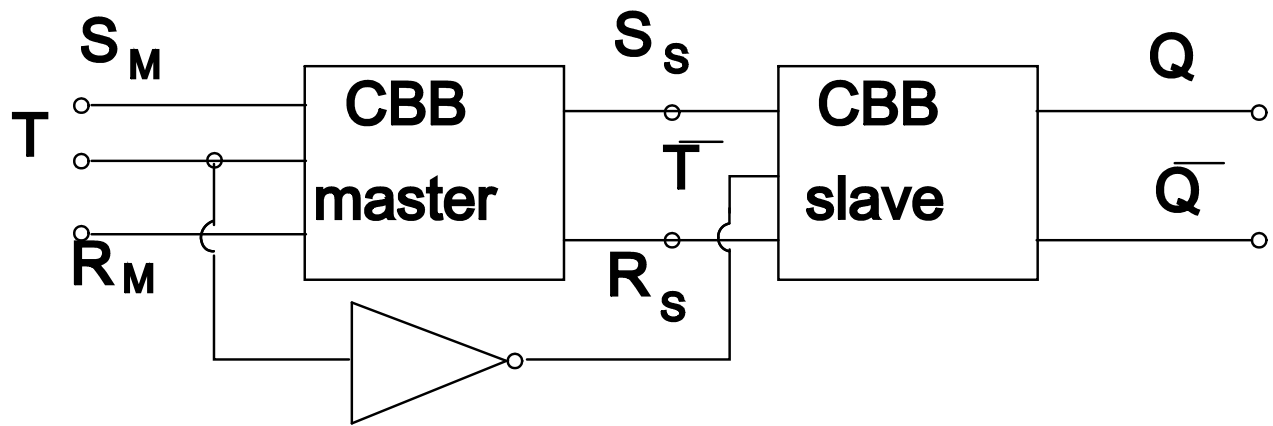 S M
T
R M
CBB
master
S S
T̅
R S
CBB
slave
Q
Q̅